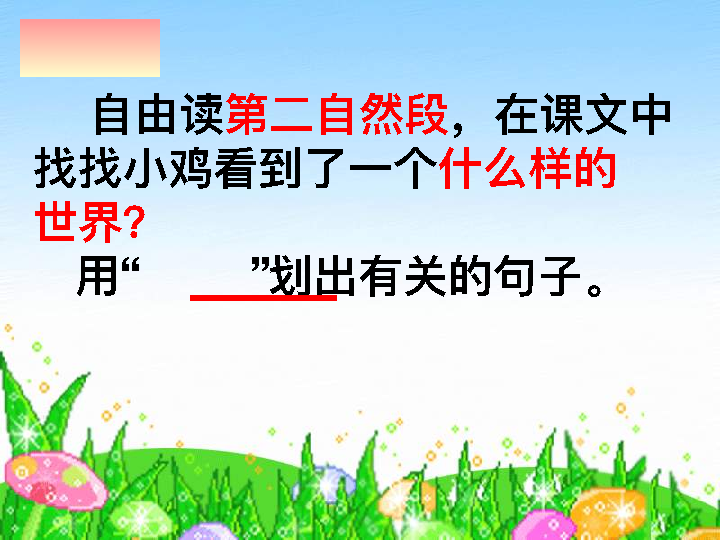 自由读第二自然段，在课文中
找找小鸡看到了一个什么样的
世界？
用“ ”划出有关的句子。